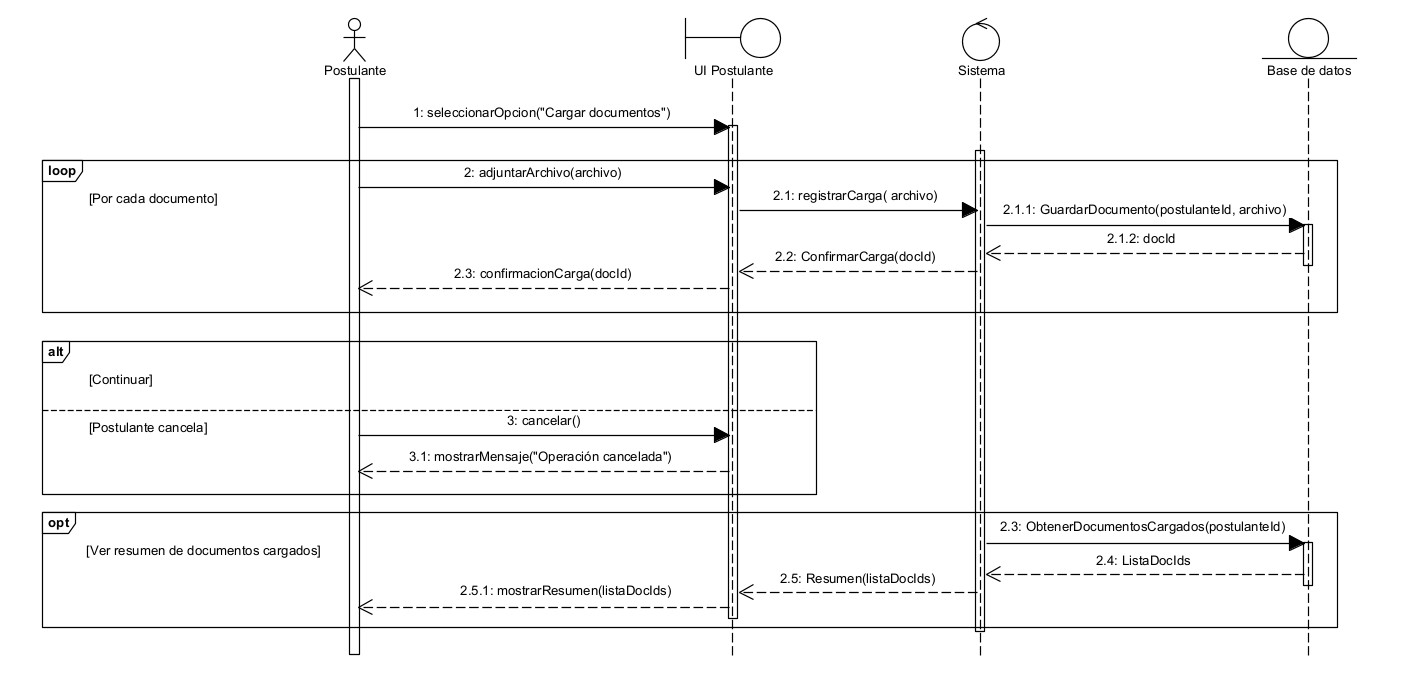 Postulante
UI Postulante
Sistema
Base de datos
1: seleccionarOpcion("Cargar documentos")
loop
[Por cada documento]
2: adjuntarArchivo(archivo)
2.1: registrarCarga( archivo)
2.1.1: GuardarDocumento(postulanteId, archivo)
2.1.2: docId
2.2: ConfirmarCarga(docId)
2.3: confirmacionCarga(docId)
alt
[Continuar]
[Postulante cancela]
3: cancelar()
3.1: mostrarMensaje("Operación cancelada")
opt
[Ver resumen de documentos cargados]
2.3: ObtenerDocumentosCargados(postulanteId)
2.4: ListaDocIds
2.5: Resumen(listaDocIds)
2.5.1: mostrarResumen(listaDocIds)